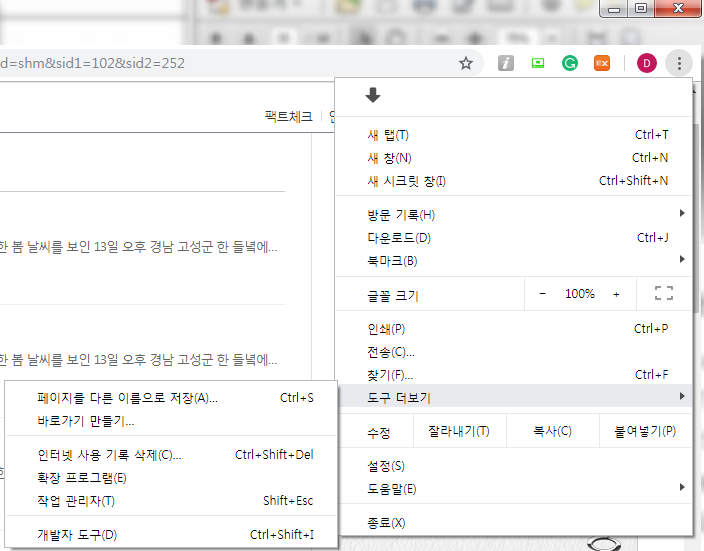 d=shm&sid1=102&sid2=252
i
EX
D
팩트체크
새 탭(T) Ctrl+T
새 창(N) Ctrl+N
새 시크릿 창(I) Ctrl+Shift+N
방문 기록(H)
다운로드(D) Ctrl+J
북마크(B)
한 봄 날씨를 보인 13일 오후 경남 고성군 한 들녘에...
글꼴 크기 − 100% +
인쇄(P) Ctrl+P
전송(C)...
한 봄 날씨를 보인 13일 오후 경남 고성군 한 들녘에...
찾기(F)... Ctrl+F
도구 더보기
페이지를 다른 이름으로 저장(A)... Ctrl+S
바로가기 만들기...
인터넷 사용 기록 삭제(C)... Ctrl+Shift+Del
확장 프로그램(E)
작업 관리자(T) Shift+Esc
개발자 도구(D) Ctrl+Shift+I
수정 잘라내기(T) 복사(C) 붙여넣기(P)
설정(S)
도움말(E)
종료(X)